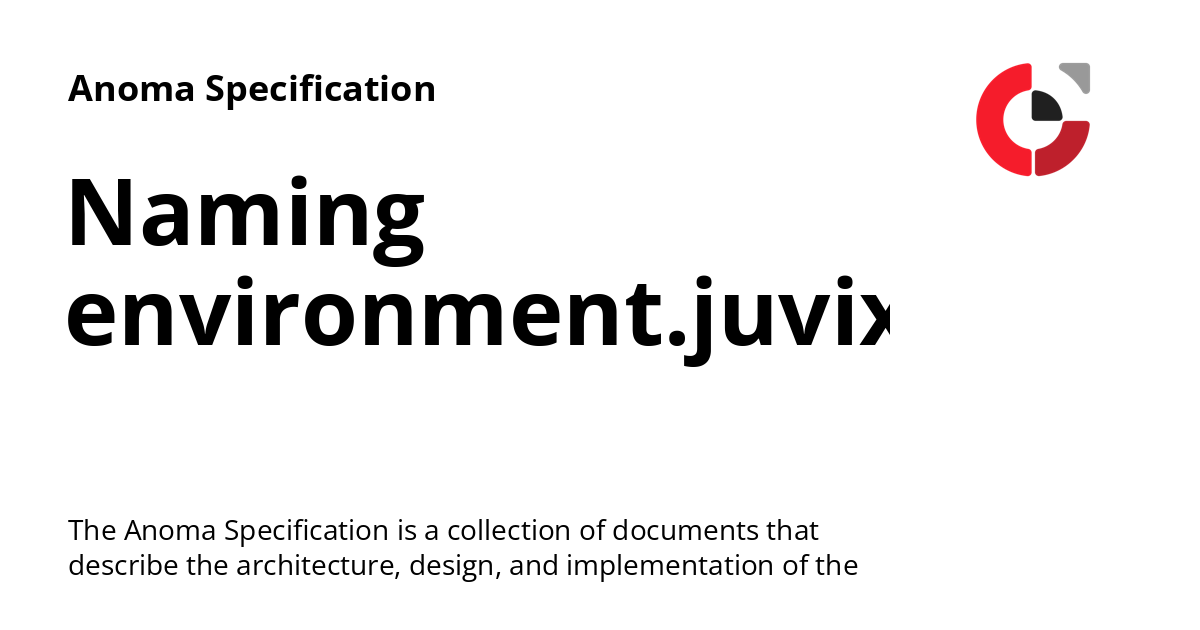 Anoma Specification
Naming
environment.juvix
The Anoma Specification is a collection of documents that
describe the architecture, design, and implementation of the